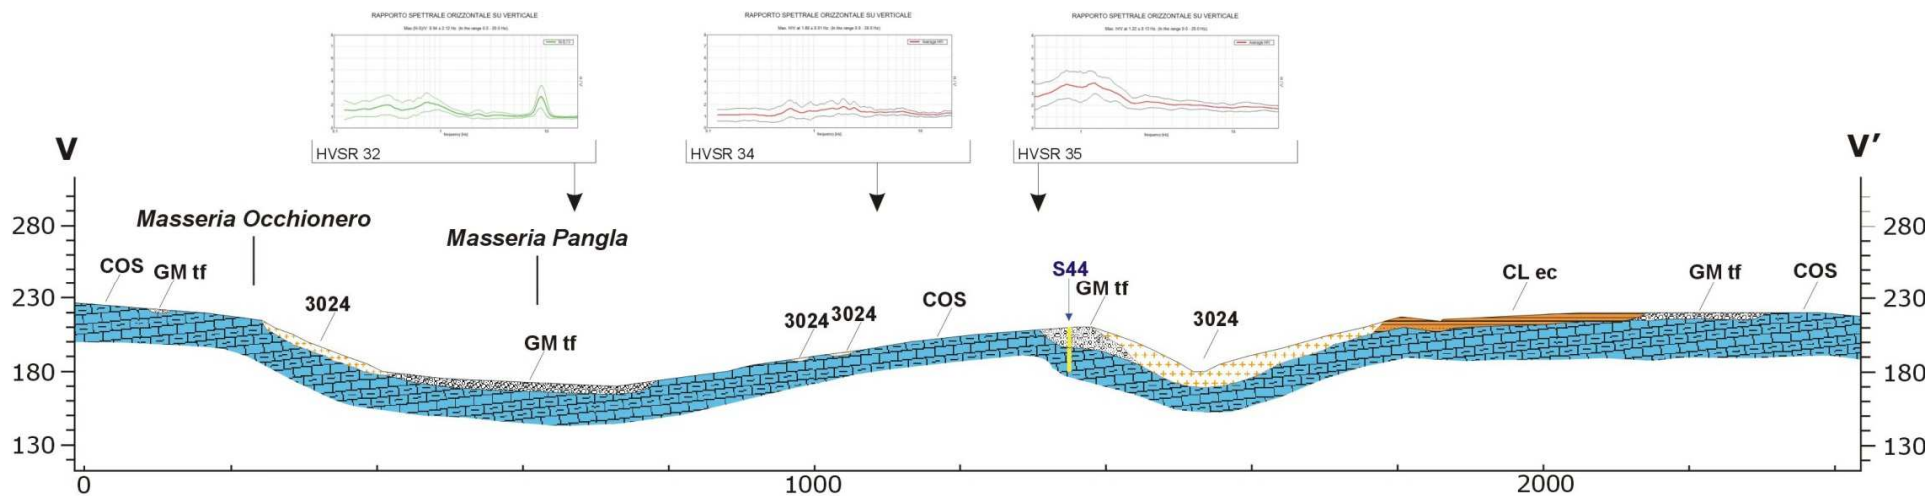 RAPPORTO SPETTRALE ORIZZONTALE SU VERTICALE
RAPPORTO SPETTRALE ORIZZONTALE SU VERTICALE
RAPPORTO SPETTRALE ORIZZONTALE SU VERTICALE
HVSR 32
HVSR 34
HVSR 35
V
V'
Masseria Occhionero
Masseria Pangla
280
280
COS
GM tf
S44
GM tf
CL ec
GM tf
COS
230
230
3024
3024
3024
COS
3024
GM tf
180
180
130
130
0
1000
2000